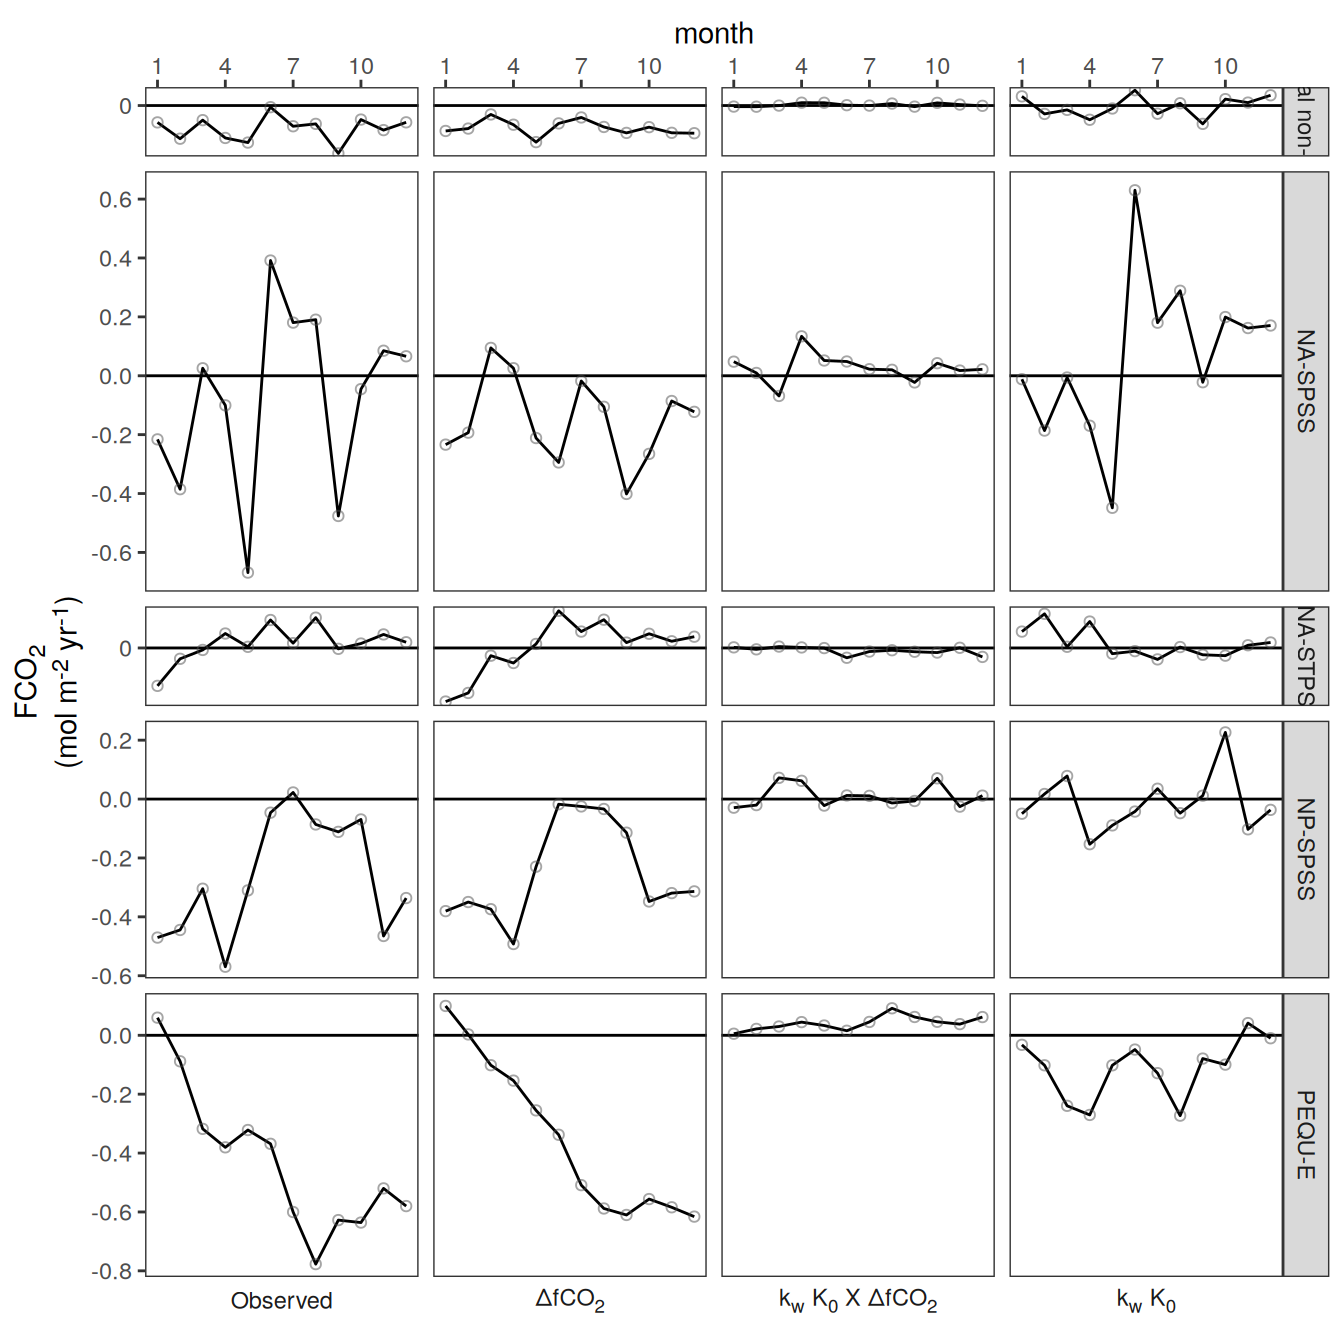 month
1 4 7 10 1 4 7 10 1 4 7 10 1 4 7 10
0
al non-
0.6
0.4
0.2
0.0
-0.2
-0.4
-0.6
NA-SPSS
0
NA-STPS
0.2
0.0
-0.2
-0.4
-0.6
NP-SPSS
0.0
-0.2
-0.4
-0.6
-0.8
PEQU-E
FCO₂
(mol m⁻² yr⁻¹)
Observed ΔfCO₂ k_w K₀ X ΔfCO₂ k_w K₀